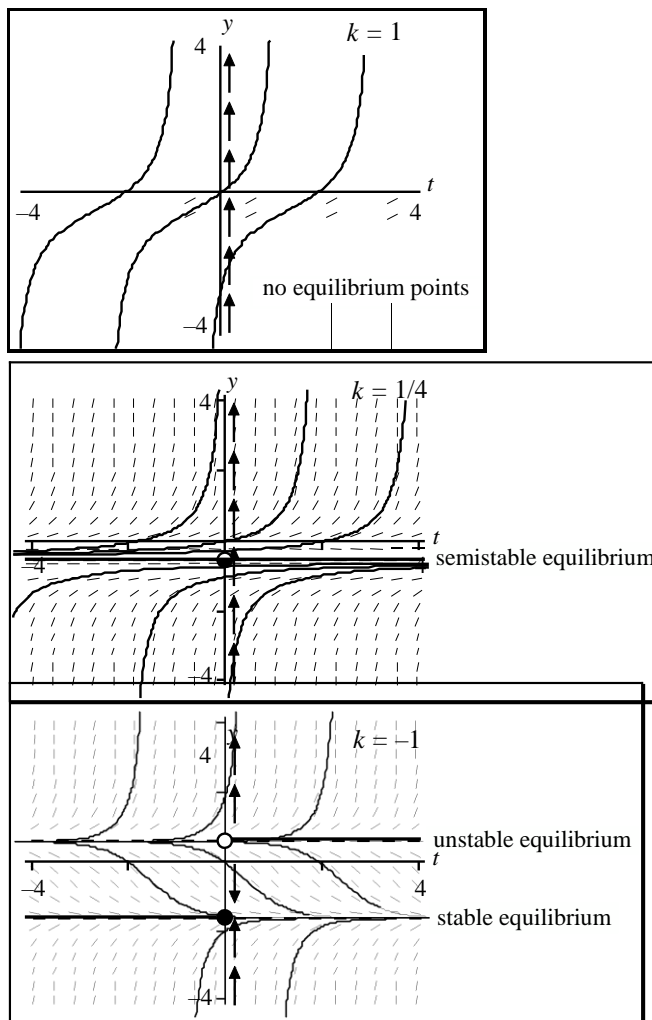 y
4
k = 1
t
–4
4
no equilibrium points
–4
y
4
k = 1/4
t
–4
4
semistable equilibrium
–4
y
k = –1
4
unstable equilibrium
t
–4
4
stable equilibrium
–4